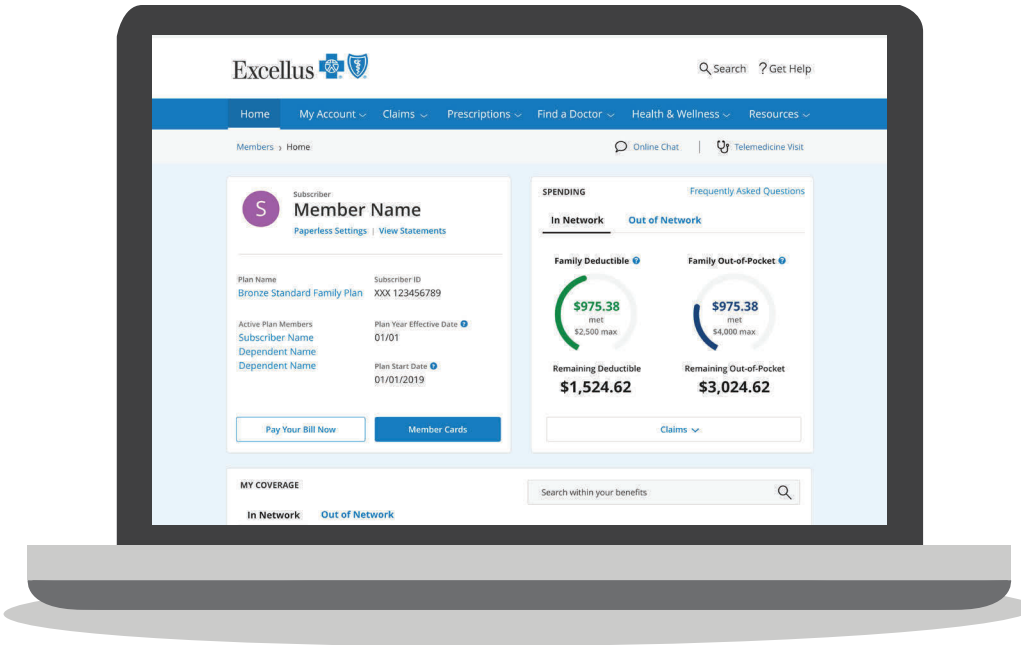 Excellus
Search ? Get Help
Home My Account Claims Prescriptions Find a Doctor Health & Wellness Resources
Members › Home
Online Chat | Telemedicine Visit
S
Subscriber
Member Name
Paperless Settings | View Statements
Plan Name
Bronze Standard Family Plan
Subscriber ID
XXX 123456789
Active Plan Members
Subscriber Name
Dependent Name
Dependent Name
Plan Year Effective Date ?
01/01
Plan Start Date ?
01/01/2019
Pay Your Bill Now
Member Cards
SPENDING
Frequently Asked Questions
In Network Out of Network
Family Deductible ?
$975.38
met
$2,500 max
Remaining Deductible
$1,524.62
Family Out-of-Pocket ?
$975.38
met
$4,000 max
Remaining Out-of-Pocket
$3,024.62
Claims
MY COVERAGE
Search within your benefits
In Network Out of Network